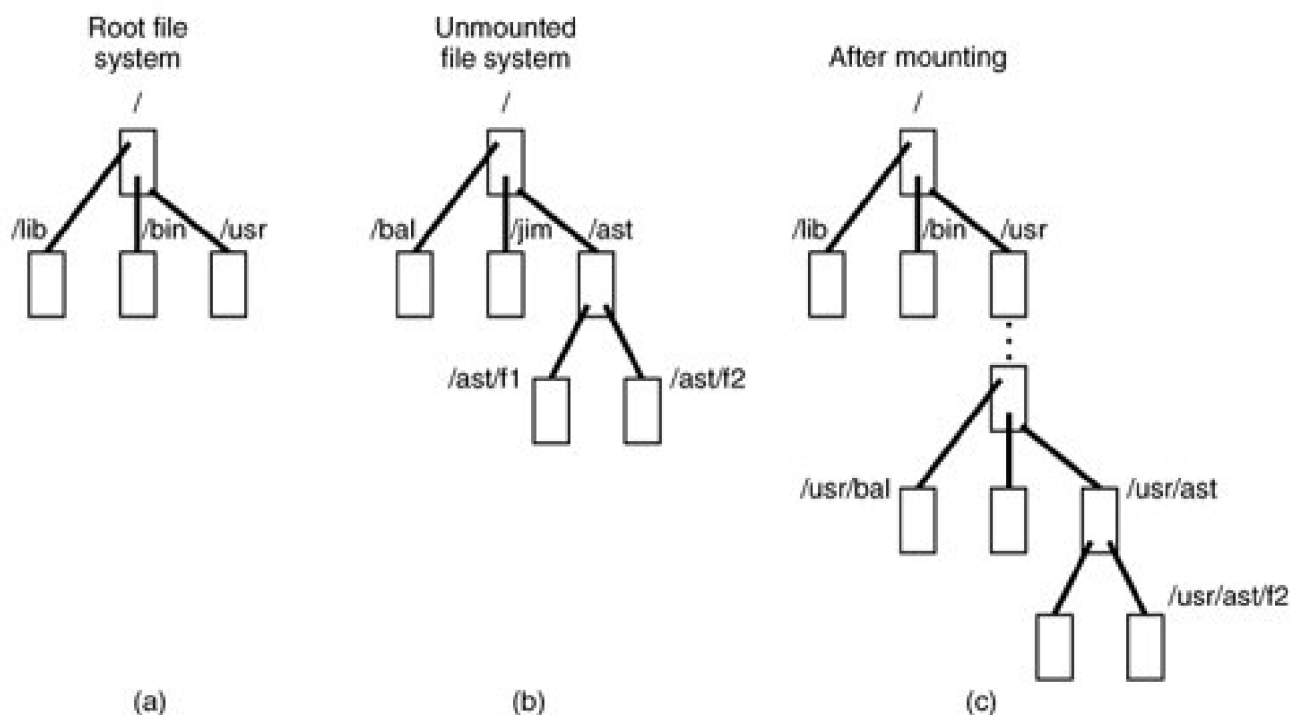 Root file
system
/
/lib
/bin
/usr
(a)
Unmounted
file system
/
/bal
/jim
/ast
/ast/f1
/ast/f2
(b)
After mounting
/
/lib
/bin
/usr
/usr/bal
/usr/ast
/usr/ast/f2
(c)